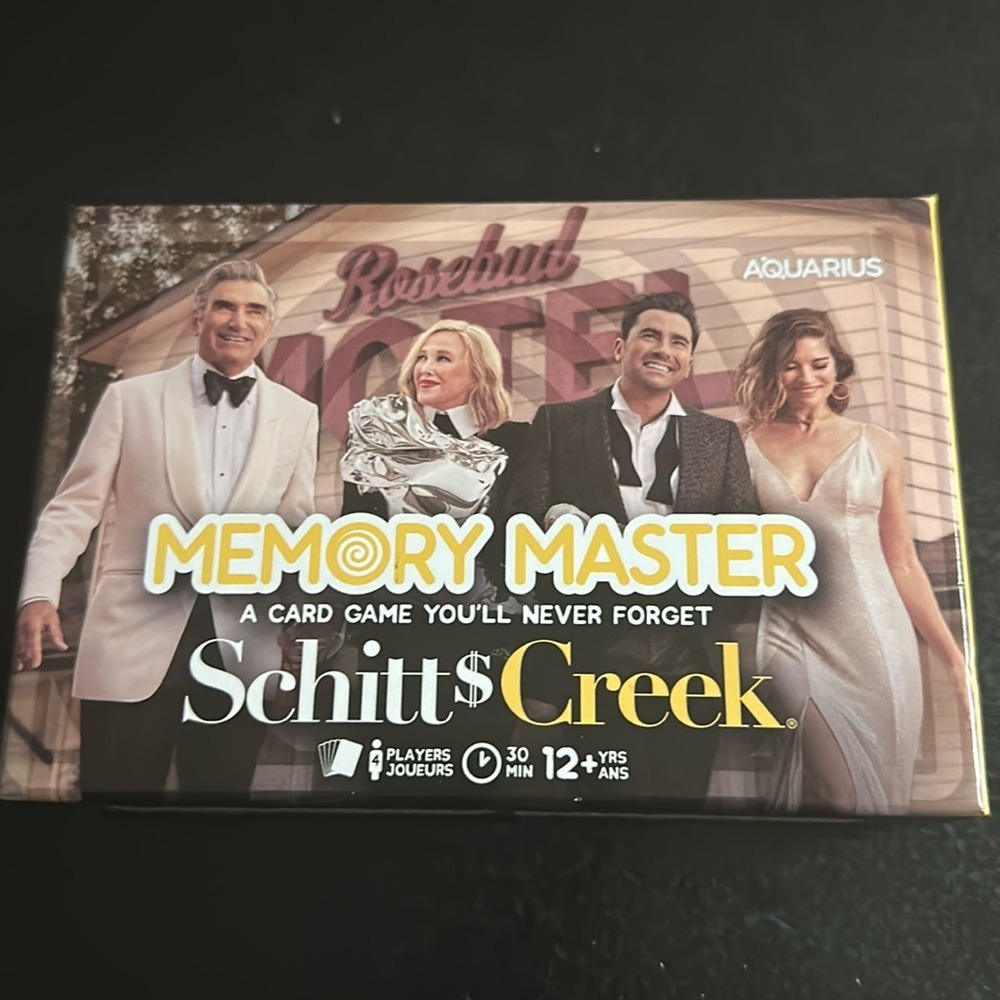 Rosebud
MOTEL
AQUARIUS
MEMORY MASTER
A CARD GAME YOU'LL NEVER FORGET
Schitt$ Creek®
4 PLAYERS
JOUEURS
30
MIN
12+ YRS
ANS